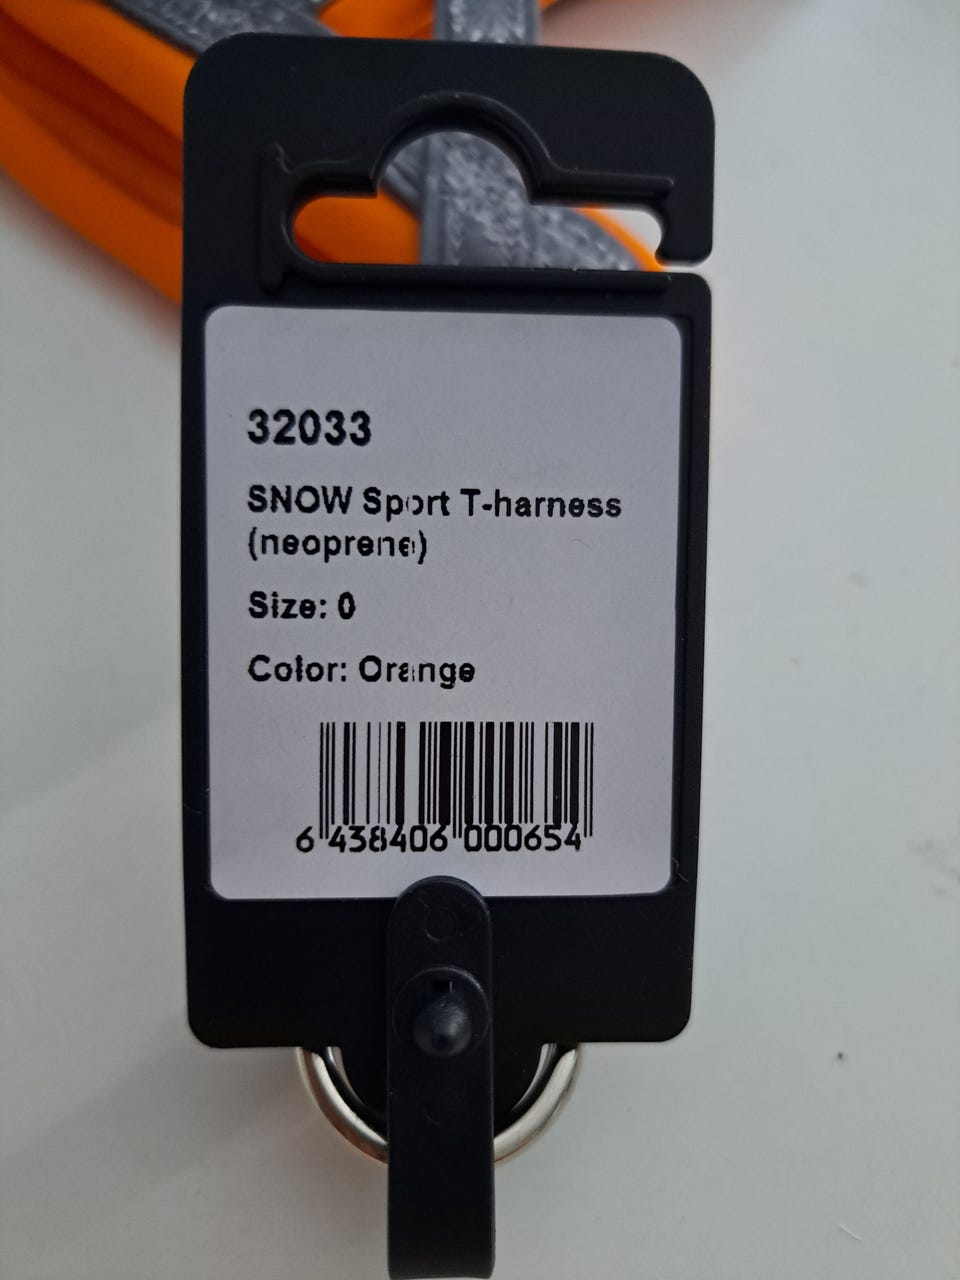 32033
SNOW Sport T-harness
(neoprene)
Size: 0
Color: Orange
6 438406 000654